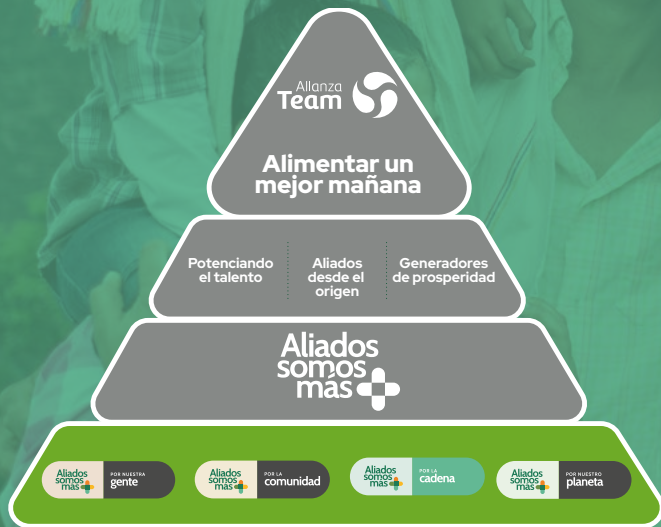 Alianza
Team
Alimentar un
mejor mañana
Potenciando
el talento
Aliados
desde el
origen
Generadores
de prosperidad
Aliados
somos
más
Aliados
somos
más
POR NUESTRA
gente
Aliados
somos
más
POR LA
comunidad
Aliados
somos
más
POR LA
cadena
Aliados
somos
más
POR NUESTRO
planeta